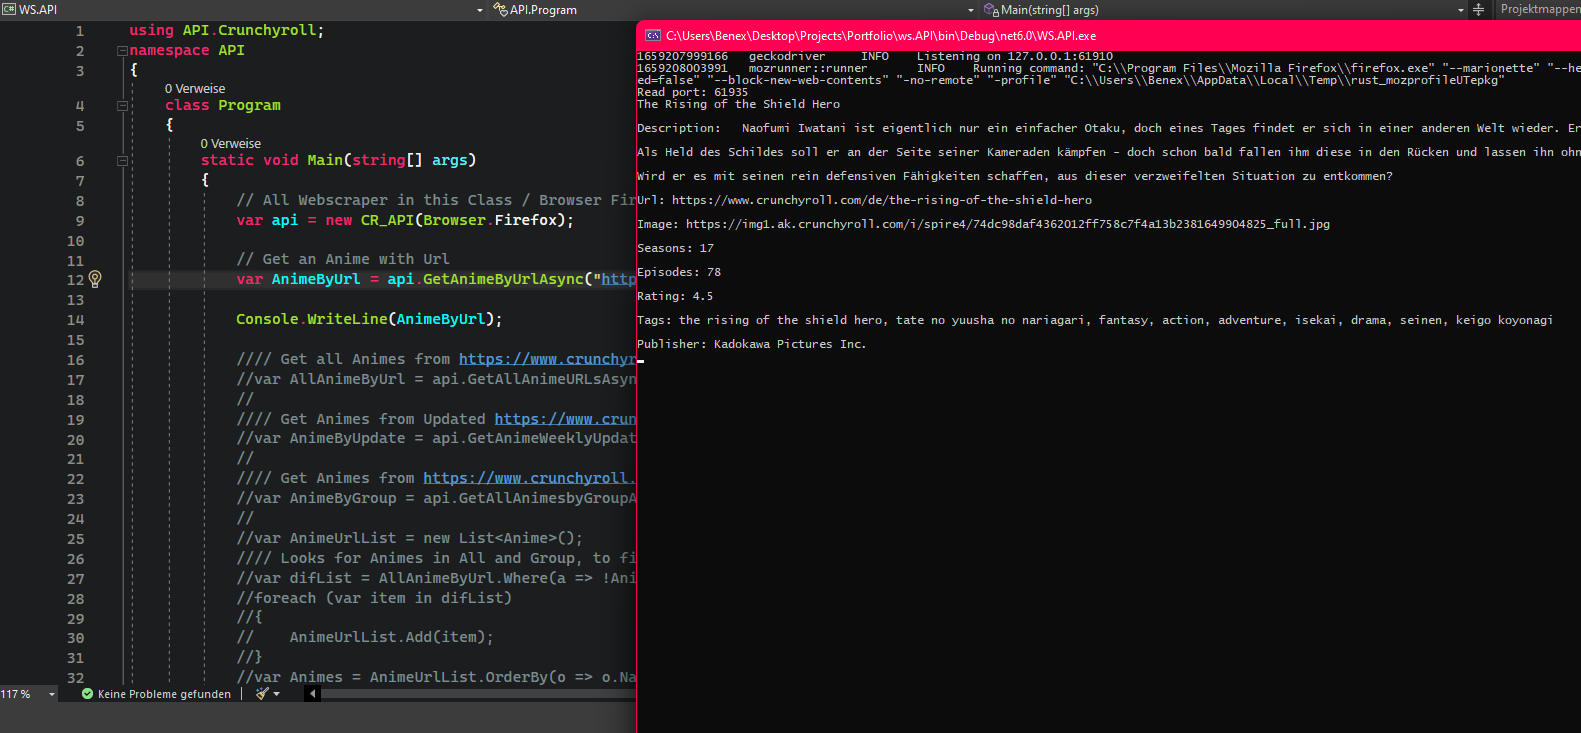 WS.API
API.Program
Main(string[] args)
Projektmappen
1 using API.Crunchyroll;
2 namespace API
3 {
0 Verweise
4 class Program
5 {
0 Verweise
6 static void Main(string[] args)
7 {
8 // All Webscraper in this Class / Browser Fir
9 var api = new CR_API(Browser.Firefox);
10
11 // Get an Anime with Url
12 var AnimeByUrl = api.GetAnimeByUrlAsync("http
13
14 Console.WriteLine(AnimeByUrl);
15
16 //// Get all Animes from https://www.crunchyr
17 //var AllAnimeByUrl = api.GetAllAnimeURLsAsyn
18 //
19 //// Get Animes from Updated https://www.crun
20 //var AnimeByUpdate = api.GetAnimeWeeklyUpdat
21 //
22 //// Get Animes from https://www.crunchyroll.
23 //var AnimeByGroup = api.GetAllAnimesbyGroupA
24 //
25 //var AnimeUrlList = new List<Anime>();
26 //// Looks for Animes in All and Group, to fi
27 //var difList = AllAnimeByUrl.Where(a => !Ani
28 //foreach (var item in difList)
29 //{
30 // AnimeUrlList.Add(item);
31 //}
32 //var Animes = AnimeUrlList.OrderBy(o => o.Na
117 %
Keine Probleme gefunden
C:\Users\Benex\Desktop\Projects\Portfolio\ws.API\bin\Debug\net6.0\WS.API.exe
1659207999166 geckodriver INFO Listening on 127.0.0.1:61910
1659208003991 mozrunner::runner INFO Running command: "C:\\Program Files\\Mozilla Firefox\\firefox.exe" "--marionette" "--he
ed=false" "--block-new-web-contents" "-no-remote" "-profile" "C:\\Users\\Benex\\AppData\\Local\\Temp\\rust_mozprofileUTepkg"
Read port: 61935
The Rising of the Shield Hero
Description: Naofumi Iwatani ist eigentlich nur ein einfacher Otaku, doch eines Tages findet er sich in einer anderen Welt wieder. Er
Als Held des Schildes soll er an der Seite seiner Kameraden kämpfen - doch schon bald fallen ihm diese in den Rücken und lassen ihn ohn
Wird er es mit seinen rein defensiven Fähigkeiten schaffen, aus dieser verzweifelten Situation zu entkommen?
Url: https://www.crunchyroll.com/de/the-rising-of-the-shield-hero
Image: https://img1.ak.crunchyroll.com/i/spire4/74dc98daf4362012ff758c7f4a13b2381649904825_full.jpg
Seasons: 17
Episodes: 78
Rating: 4.5
Tags: the rising of the shield hero, tate no yuusha no nariagari, fantasy, action, adventure, isekai, drama, seinen, keigo koyonagi
Publisher: Kadokawa Pictures Inc.